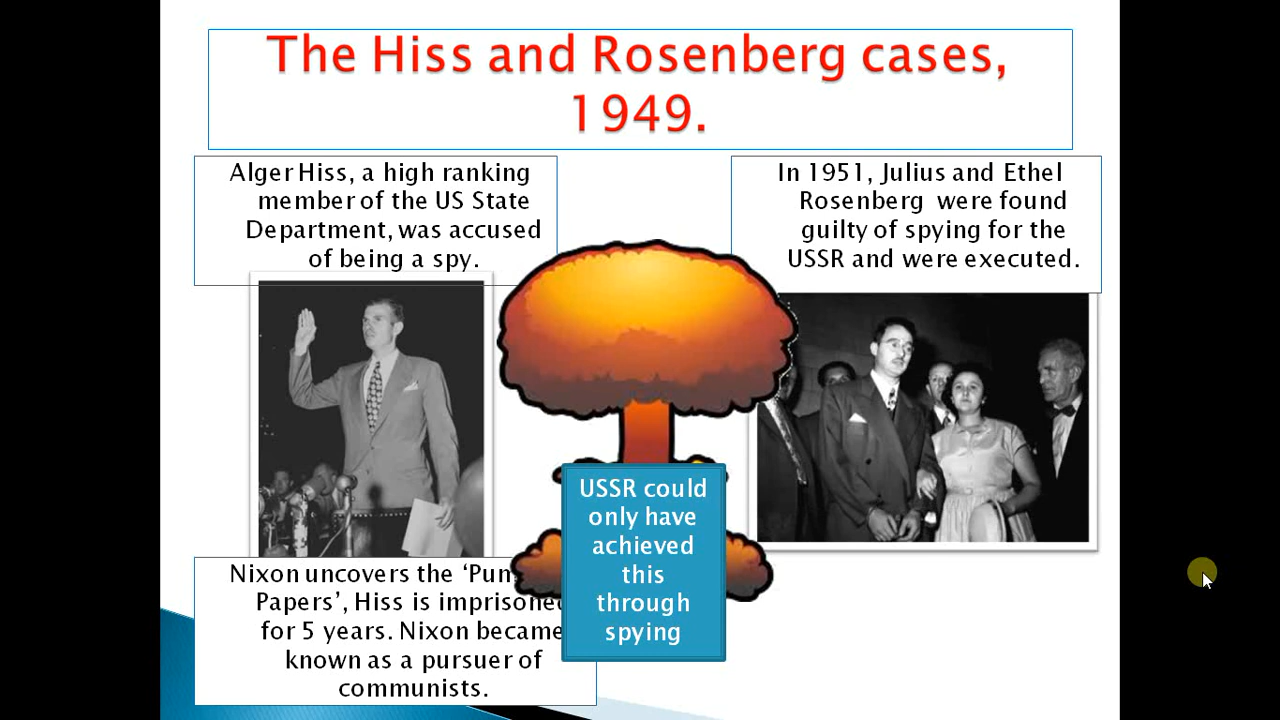 The Hiss and Rosenberg cases,
1949.
Alger Hiss, a high ranking
member of the US State
Department, was accused
of being a spy.
In 1951, Julius and Ethel
Rosenberg were found
guilty of spying for the
USSR and were executed.
USSR could
only have
achieved
this
through
spying
Nixon uncovers the ‘Pun
Papers’, Hiss is imprisoned
for 5 years. Nixon became
known as a pursuer of
communists.